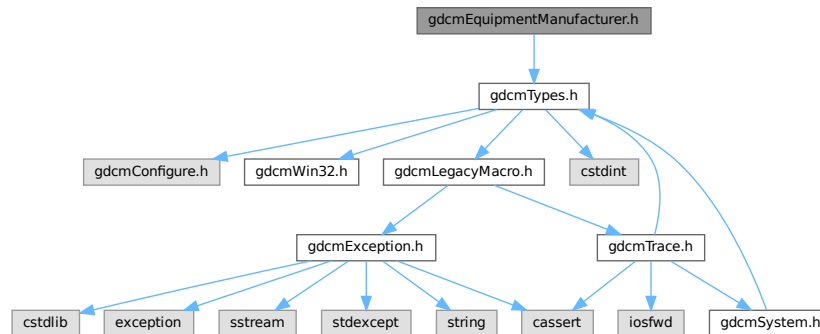 gdcmEquipmentManufacturer.h
gdcmTypes.h
gdcmConfigure.h
gdcmWin32.h
gdcmLegacyMacro.h
cstdint
gdcmException.h
gdcmTrace.h
cstdlib
exception
sstream
stdexcept
string
cassert
iosfwd
gdcmSystem.h